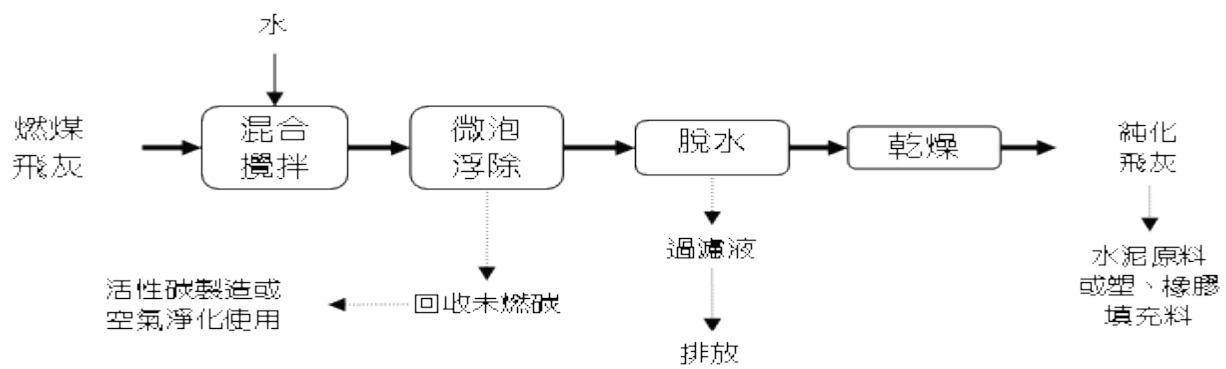 水
燃煤
飛灰
混合
攪拌
微泡
浮除
脫水
乾燥
純化
飛灰
過濾液
水泥原料
或塑、橡膠
填充料
活性碳製造或
空氣淨化使用
回收未燃碳
排放